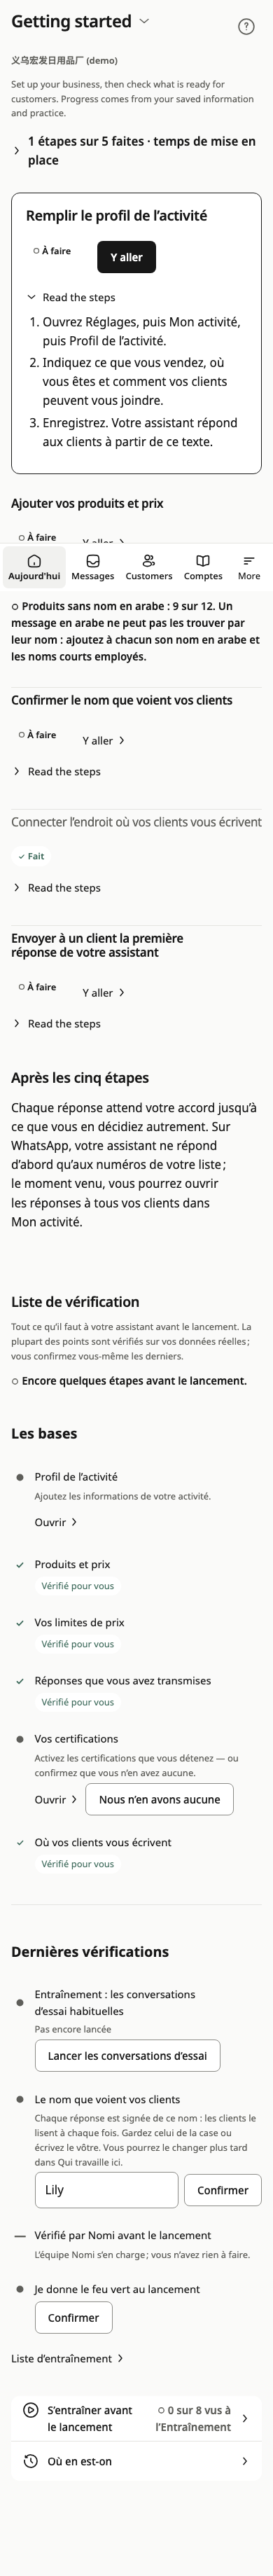 Getting started
义乌宏发日用品厂 (demo)
Set up your business, then check what is ready for
customers. Progress comes from your saved information
and practice.
1 étapes sur 5 faites · temps de mise en
place
Remplir le profil de l’activité
À faire
Y aller
Read the steps
1. Ouvrez Réglages, puis Mon activité,
puis Profil de l’activité.
2. Indiquez ce que vous vendez, où
vous êtes et comment vos clients
peuvent vous joindre.
3. Enregistrez. Votre assistant répond
aux clients à partir de ce texte.
Ajouter vos produits et prix
À faire
Y aller
Aujourd'hui
Messages
Customers
Comptes
More
Produits sans nom en arabe : 9 sur 12. Un
message en arabe ne peut pas les trouver par
leur nom : ajoutez à chacun son nom en arabe et
les noms courts employés.
Confirmer le nom que voient vos clients
À faire
Y aller
Read the steps
Connecter l’endroit où vos clients vous écrivent
Fait
Read the steps
Envoyer à un client la première
réponse de votre assistant
À faire
Y aller
Read the steps
Après les cinq étapes
Chaque réponse attend votre accord jusqu’à
ce que vous en décidiez autrement. Sur
WhatsApp, votre assistant ne répond
d’abord qu’aux numéros de votre liste ;
le moment venu, vous pourrez ouvrir
les réponses à tous vos clients dans
Mon activité.
Liste de vérification
Tout ce qu’il faut à votre assistant avant le lancement. La
plupart des points sont vérifiés sur vos données réelles ;
vous confirmez vous-même les derniers.
Encore quelques étapes avant le lancement.
Les bases
Profil de l’activité
Ajoutez les informations de votre activité.
Ouvrir
Produits et prix
Vérifié pour vous
Vos limites de prix
Vérifié pour vous
Réponses que vous avez transmises
Vérifié pour vous
Vos certifications
Activez les certifications que vous détenez — ou
confirmez que vous n’en avez aucune.
Ouvrir
Nous n’en avons aucune
Où vos clients vous écrivent
Vérifié pour vous
Dernières vérifications
Entraînement : les conversations
d’essai habituelles
Pas encore lancée
Lancer les conversations d’essai
Le nom que voient vos clients
Chaque réponse est signée de ce nom : les clients le
lisent à chaque fois. Gardez celui de la case ou
écrivez le vôtre. Vous pourrez le changer plus tard
dans Qui travaille ici.
Lily
Confirmer
Vérifié par Nomi avant le lancement
L’équipe Nomi s’en charge ; vous n’avez rien à faire.
Je donne le feu vert au lancement
Confirmer
Liste d’entraînement
S’entraîner avant
le lancement
0 sur 8 vus à
l’Entraînement
Où en est-on